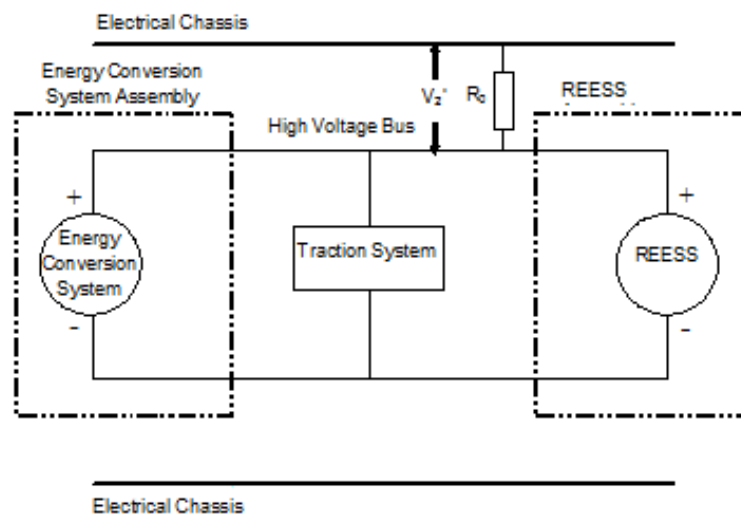 Electrical Chassis
Energy Conversion
System Assembly
V₂'
R₀
REESS
High Voltage Bus
+
+
Energy
Conversion
System
Traction System
REESS
-
-
Electrical Chassis